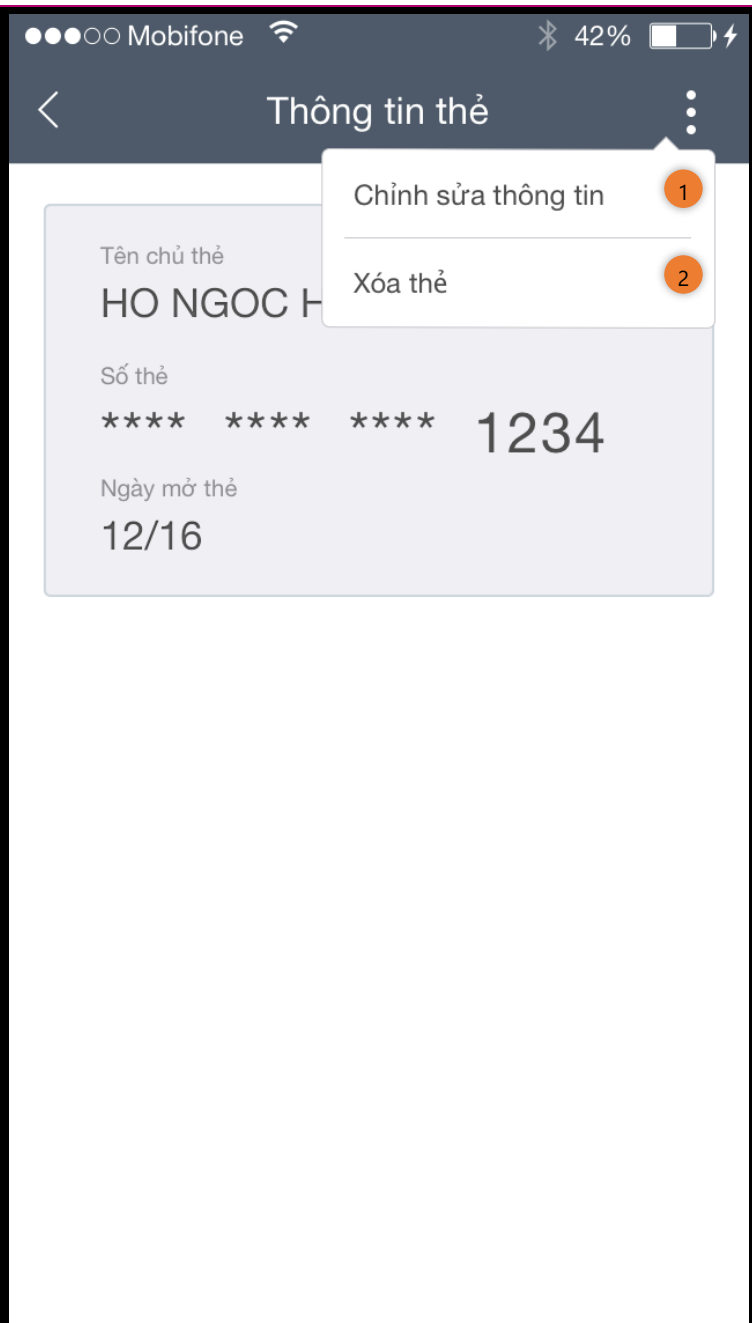 Mobifone 42%
Thông tin thẻ
Chỉnh sửa thông tin 1
Xóa thẻ 2
Tên chủ thẻ
HO NGOC H
Số thẻ
**** **** **** 1234
Ngày mở thẻ
12/16